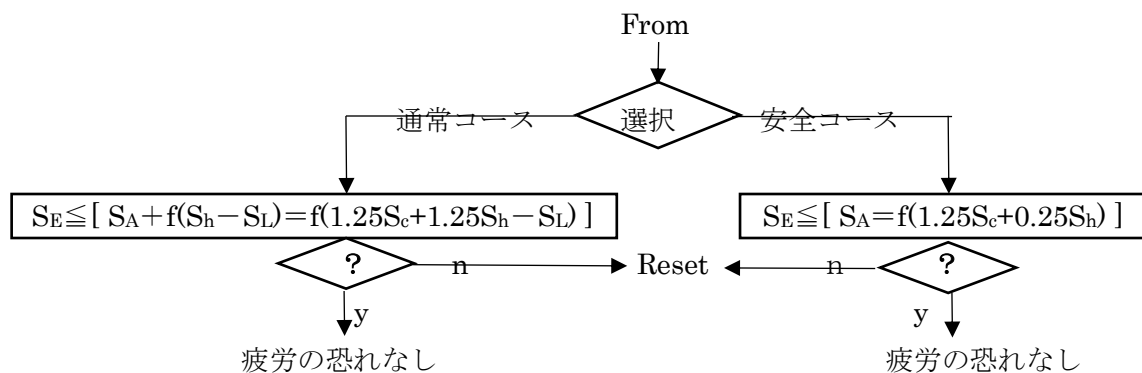 From
通常コース 選択 安全コース
SE≦[ SA+f(Sh−SL)=f(1.25Sc+1.25Sh−SL) ] SE≦[ SA=f(1.25Sc+0.25Sh) ]
? n Reset n ?
y y
疲労の恐れなし 疲労の恐れなし